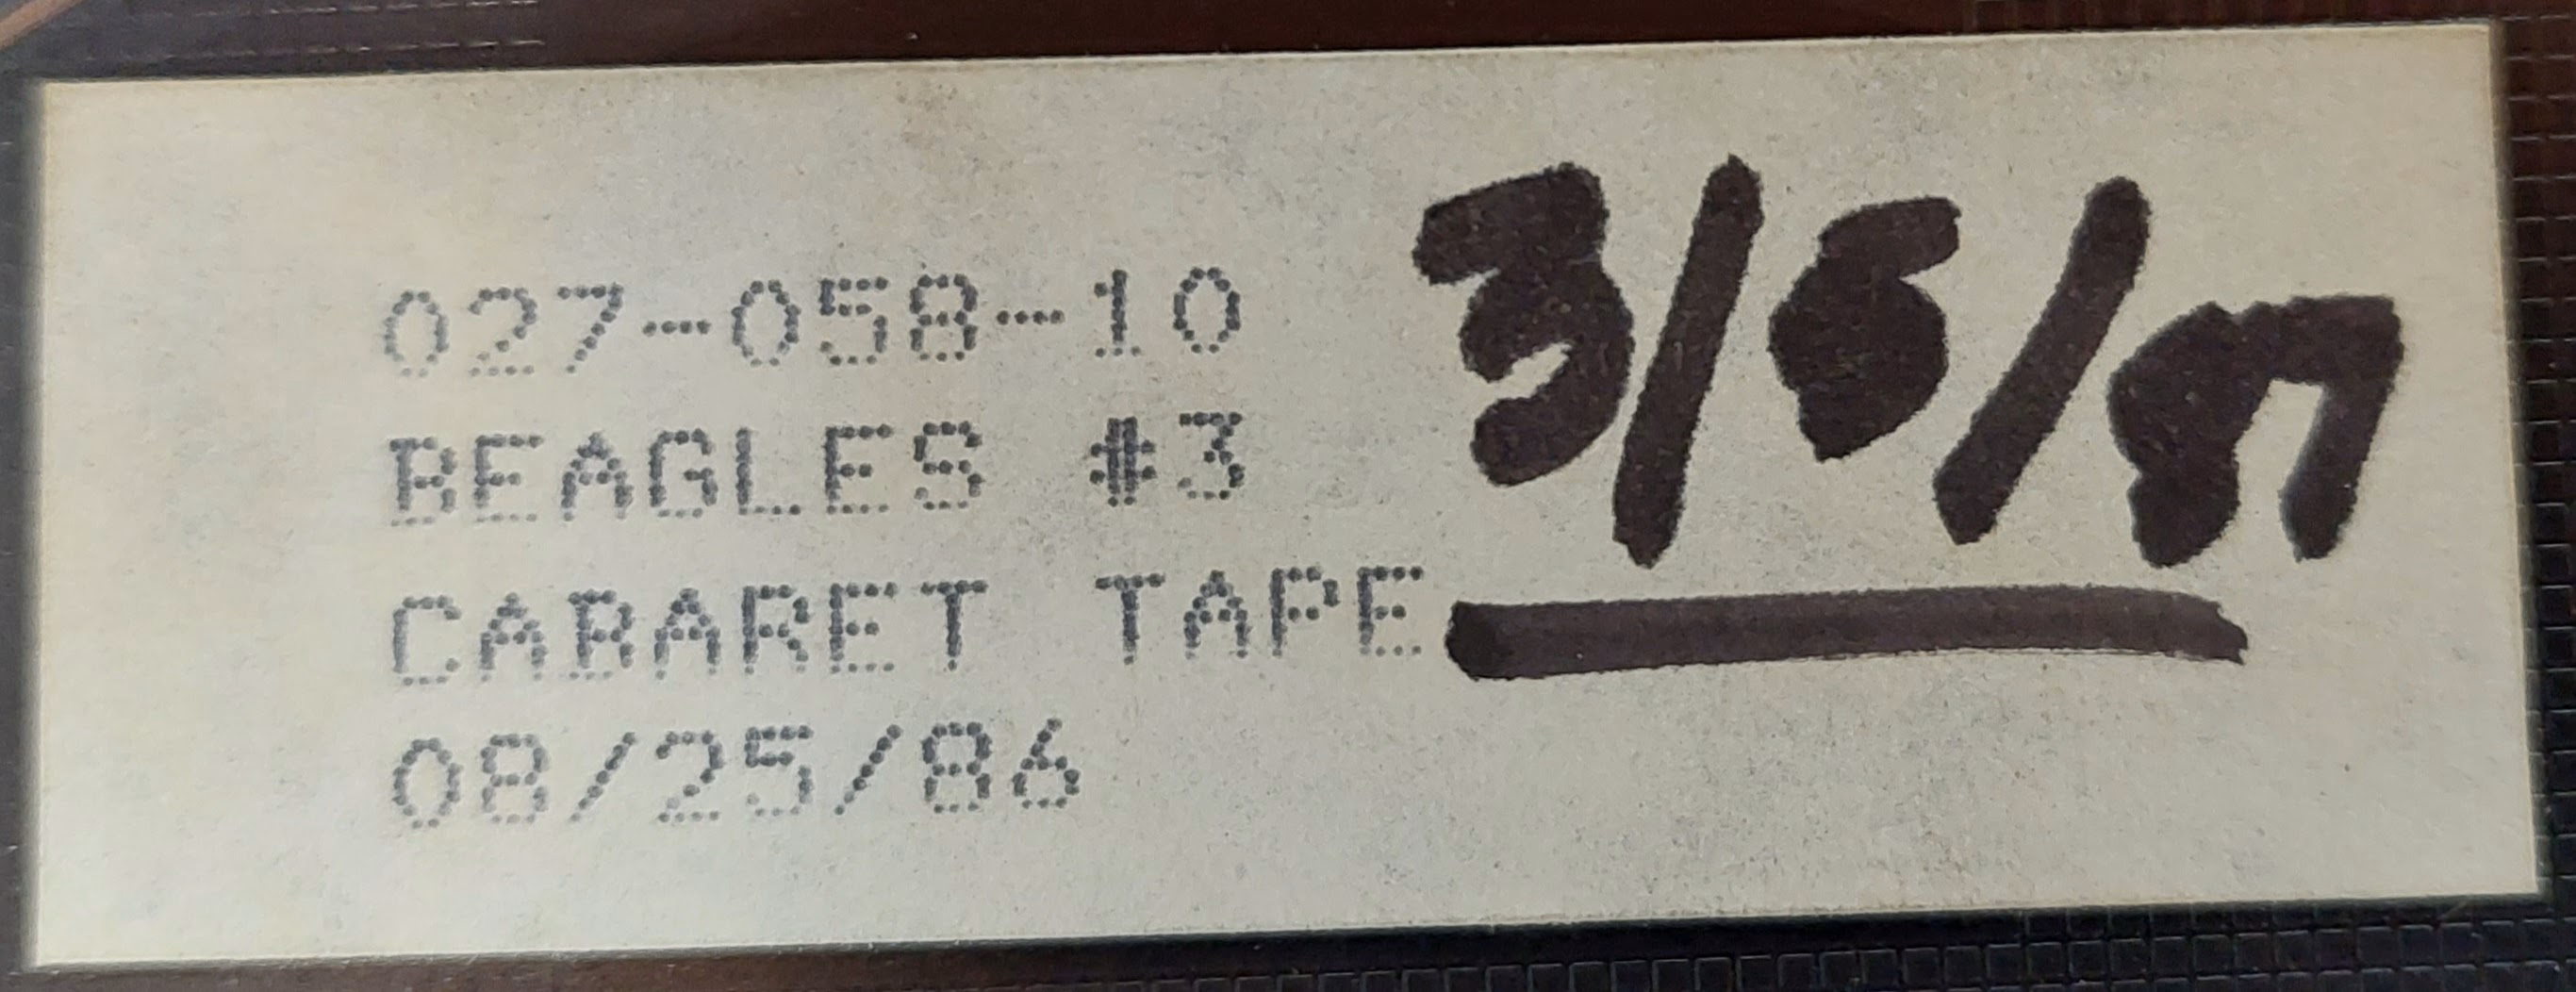 027-058-10
BEAGLES #3
CABARET TAPE
08/25/86
3/5/87